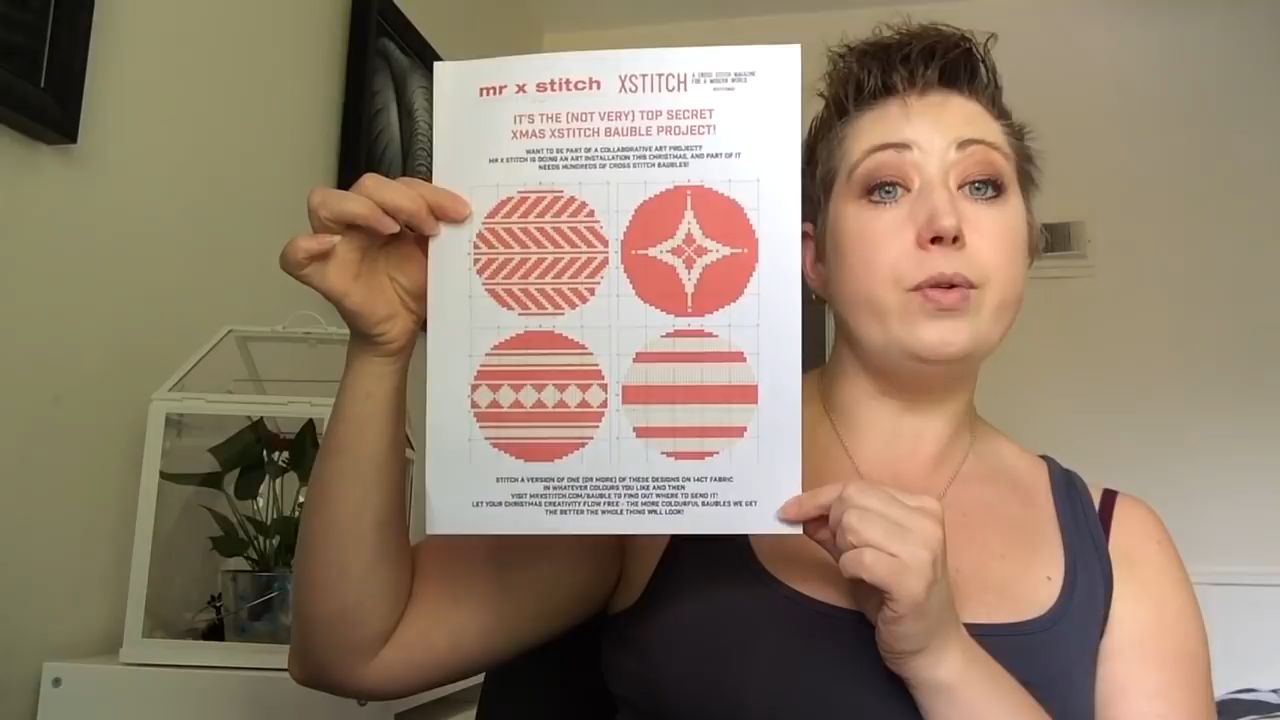 mr x stitch XSTITCH A CROSS STITCH MAGAZINE
FOR A MODERN WORLD
IT'S THE (NOT VERY) TOP SECRET
XMAS XSTITCH BAUBLE PROJECT!
WANT TO BE PART OF A COLLABORATIVE ART PROJECT?
MR X STITCH IS DOING AN ART INSTALLATION THIS CHRISTMAS, AND PART OF IT
NEEDS HUNDREDS OF CROSS STITCH BAUBLES!
STITCH A VERSION OF ONE (OR MORE) OF THESE DESIGNS ON 14CT FABRIC
IN WHATEVER COLOURS YOU LIKE AND THEN
VISIT MRXSTITCH.COM/BAUBLE TO FIND OUT WHERE TO SEND IT!
LET YOUR CHRISTMAS CREATIVITY FLOW FREE - THE MORE COLOURFUL BAUBLES WE GET
THE BETTER THE WHOLE THING WILL LOOK!